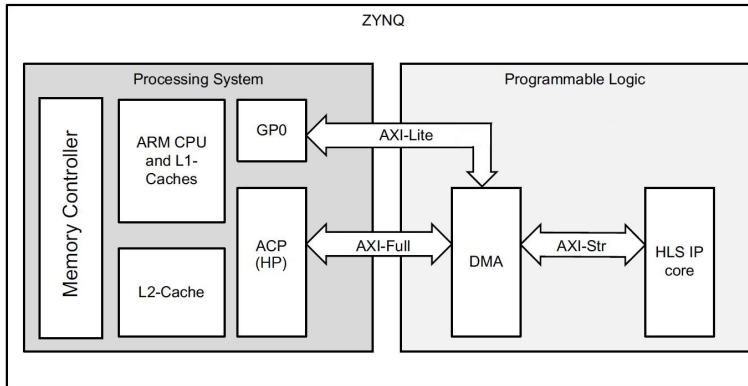 ZYNQ
Processing System
Programmable Logic
Memory Controller
ARM CPU
and L1-
Caches
GP0
AXI-Lite
L2-Cache
ACP
(HP)
AXI-Full
DMA
AXI-Str
HLS IP
core